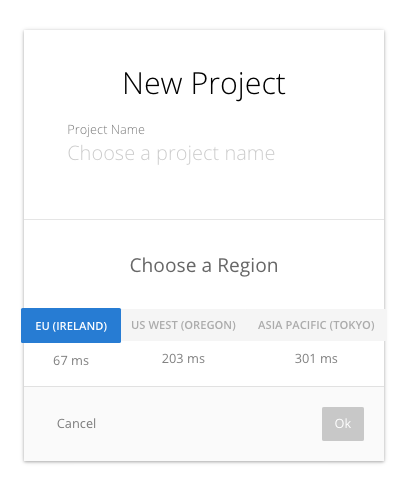 New Project
Project Name
Choose a project name
Choose a Region
EU (IRELAND) US WEST (OREGON) ASIA PACIFIC (TOKYO)
67 ms 203 ms 301 ms
Cancel Ok